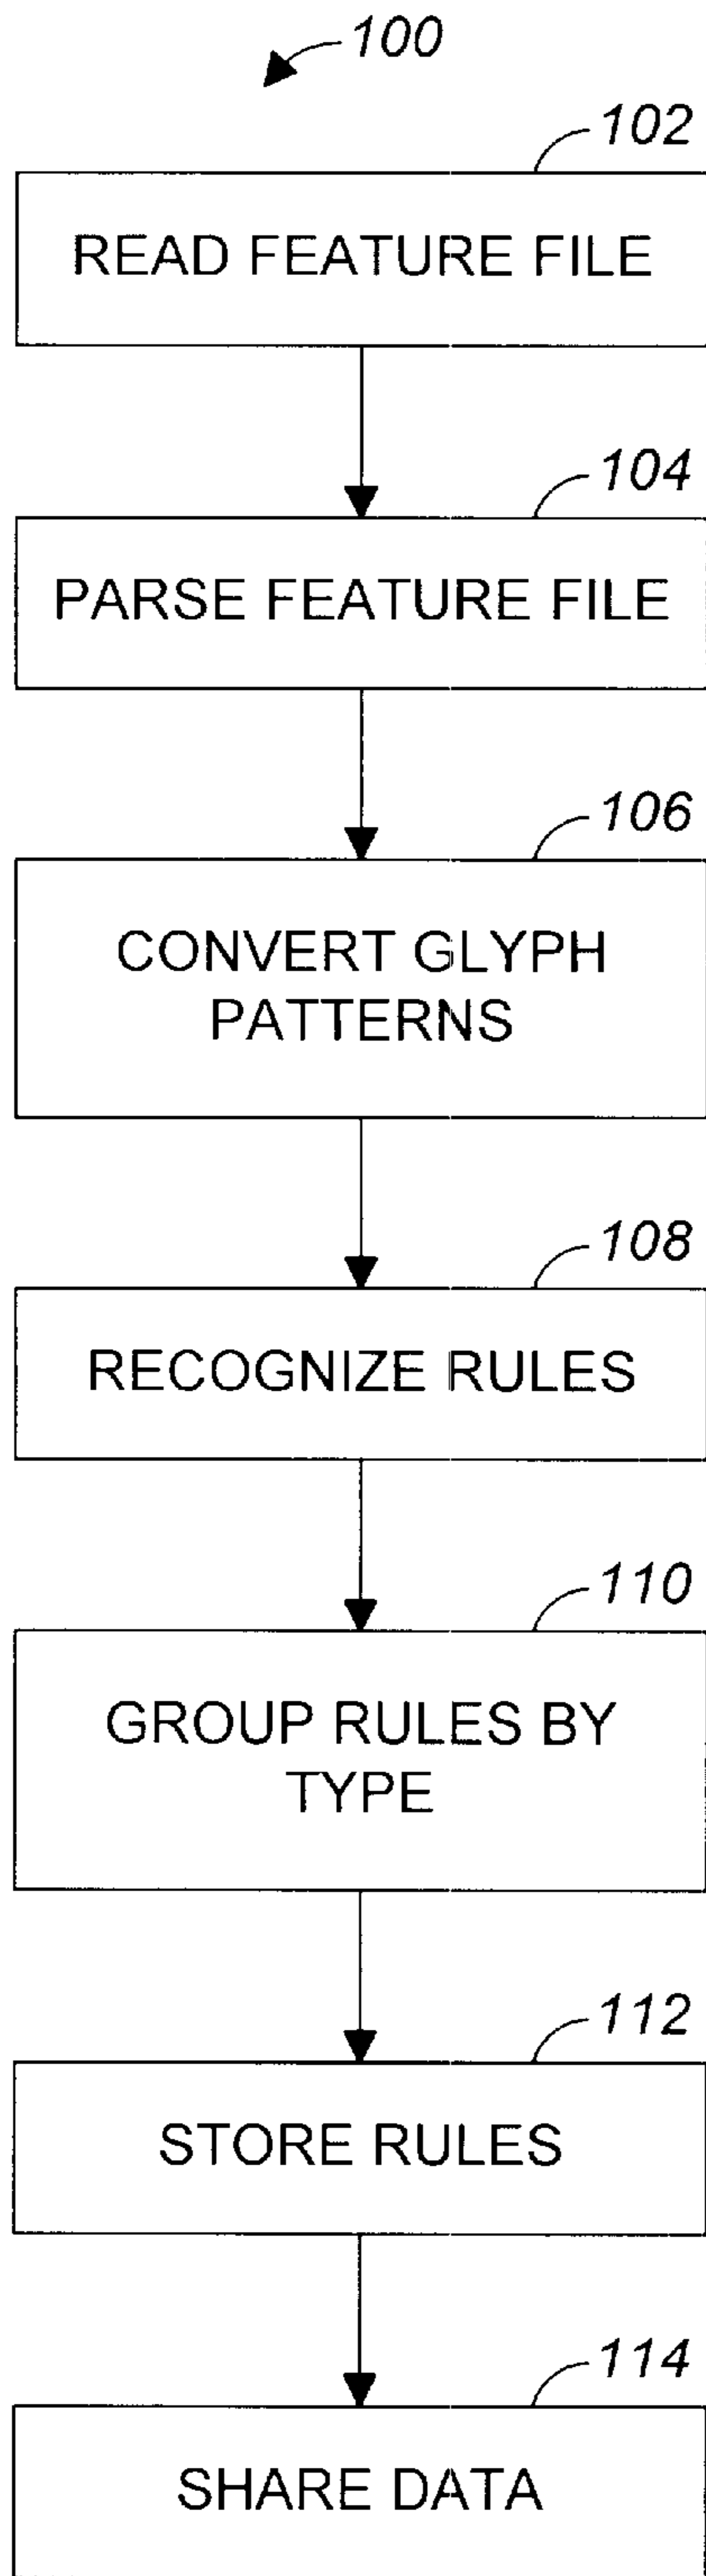 100
102
READ FEATURE FILE
104
PARSE FEATURE FILE
106
CONVERT GLYPH
PATTERNS
108
RECOGNIZE RULES
110
GROUP RULES BY
TYPE
112
STORE RULES
114
SHARE DATA